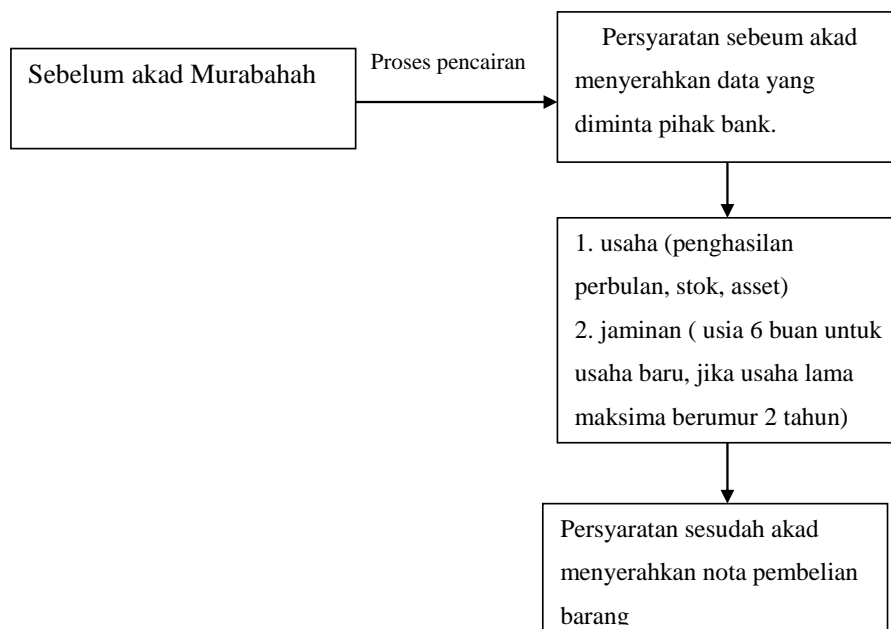 Sebelum akad Murabahah
Proses pencairan
Persyaratan sebeum akad
menyerahkan data yang
diminta pihak bank.
1. usaha (penghasilan
perbulan, stok, asset)
2. jaminan ( usia 6 buan untuk
usaha baru, jika usaha lama
maksima berumur 2 tahun)
Persyaratan sesudah akad
menyerahkan nota pembelian
barang